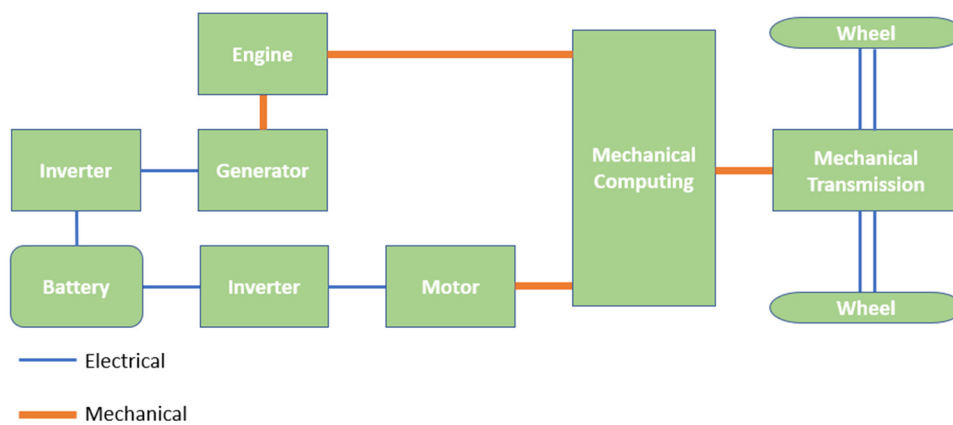 Engine
Wheel
Inverter
Generator
Mechanical
Computing
Mechanical
Transmission
Battery
Inverter
Motor
Wheel
Electrical
Mechanical